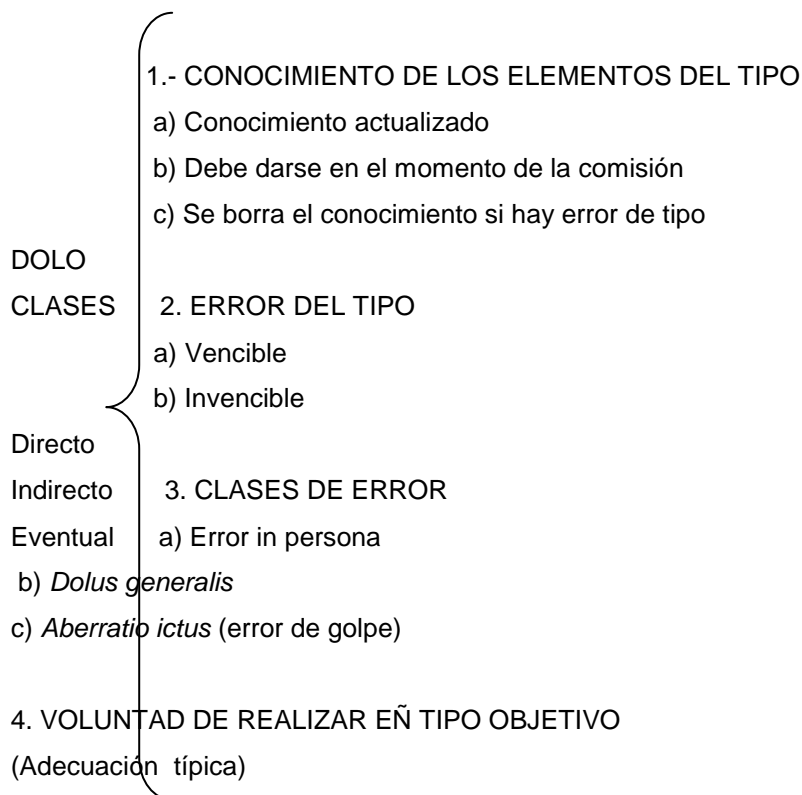 1.- CONOCIMIENTO DE LOS ELEMENTOS DEL TIPO
a) Conocimiento actualizado
b) Debe darse en el momento de la comisión
c) Se borra el conocimiento si hay error de tipo
DOLO
CLASES 2. ERROR DEL TIPO
a) Vencible
b) Invencible
Directo
Indirecto 3. CLASES DE ERROR
Eventual a) Error in persona
b) Dolus generalis
c) Aberratio ictus (error de golpe)
4. VOLUNTAD DE REALIZAR EÑ TIPO OBJETIVO
(Adecuación típica)